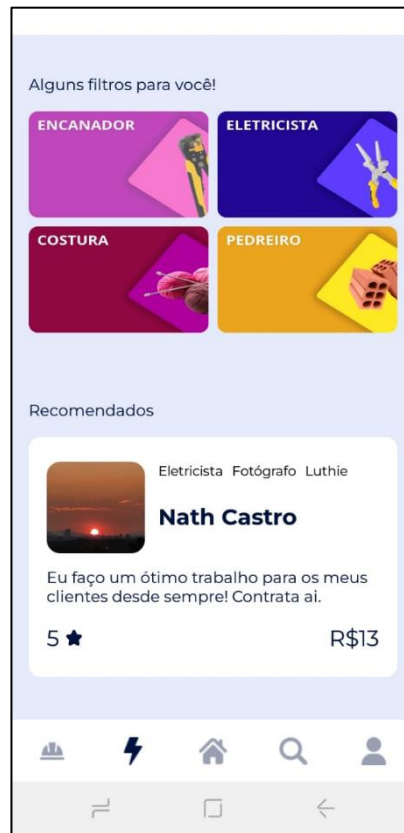 Alguns filtros para você!
ENCANADOR
ELETRICISTA
COSTURA
PEDREIRO
Recomendados
Eletricista Fotógrafo Luthie
Nath Castro
Eu faço um ótimo trabalho para os meus
clientes desde sempre! Contrata ai.
5
R$13